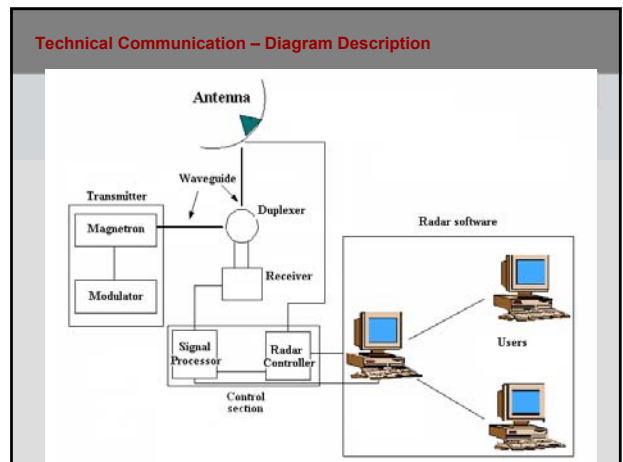 Technical Communication – Diagram Description
Antenna
Waveguide
Transmitter
Duplexer
Magnetron
Radar software
Receiver
Modulator
Signal
Processor
Radar
Controller
Users
Control
section